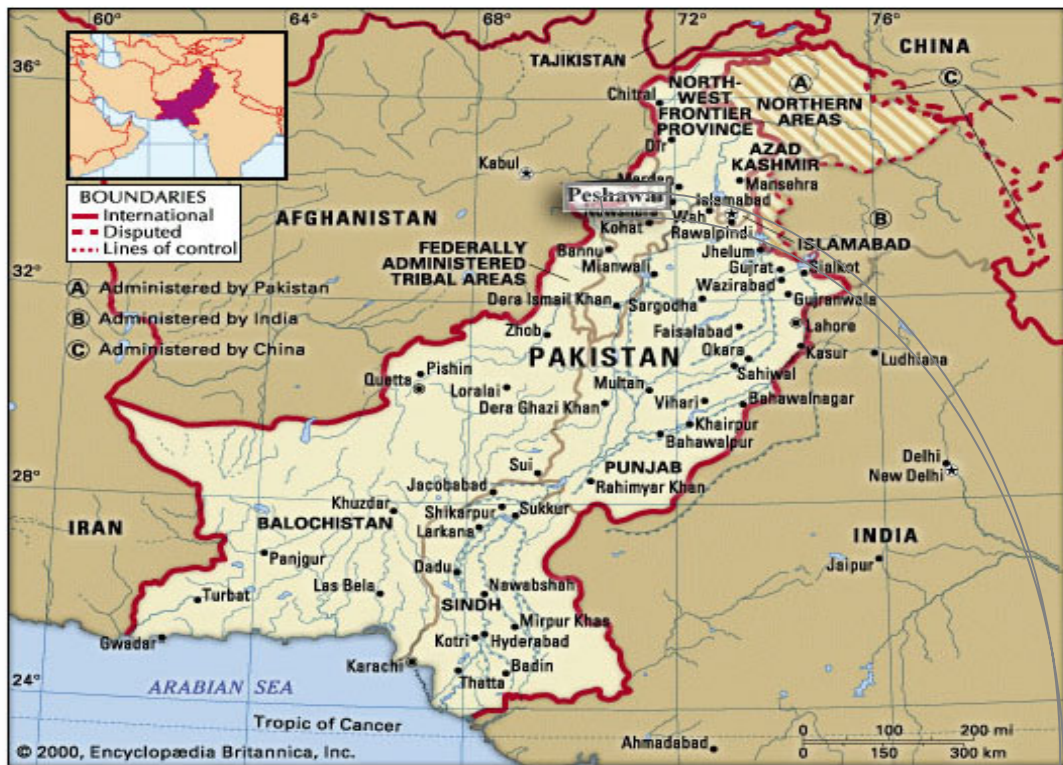 60°
64°
68°
72°
76°
36°
32°
28°
24°
CHINA
TAJIKISTAN
NORTH-
WEST
FRONTIER
PROVINCE
Chitral
Dir
A
NORTHERN
AREAS
C
AZAD
KASHMIR
Kabul
Mardan
Mansehra
Peshawar
Islamabad
Wah
Kohat
Rawalpindi
B
BOUNDARIES
International
Disputed
Lines of control
AFGHANISTAN
FEDERALLY
ADMINISTERED
TRIBAL AREAS
Bannu
Mianwali
Jhelum
ISLAMABAD
Gujrat
Sialkot
Wazirabad
A Administered by Pakistan
B Administered by India
C Administered by China
Dera Ismail Khan
Sargodha
Gujranwala
Zhob
Faisalabad
Lahore
PAKISTAN
Okara
Kasur
Ludhiana
Pishin
Quetta
Loralai
Multan
Sahiwal
Dera Ghazi Khan
Vihari
Bahawalnagar
Khairpur
Bahawalpur
Sui
PUNJAB
Delhi
New Delhi
Jacobabad
Rahimyar Khan
Khuzdar
Shikarpur
Sukkur
IRAN
BALOCHISTAN
Larkana
INDIA
Panjgur
Dadu
Jaipur
Las Bela
Nawabshah
Turbat
SINDH
Mirpur Khas
Gwadar
Kotri
Hyderabad
Karachi
Badin
Thatta
ARABIAN SEA
Tropic of Cancer
0 100 200 mi
0 150 300 km
Ahmadabad
© 2000, Encyclopædia Britannica, Inc.